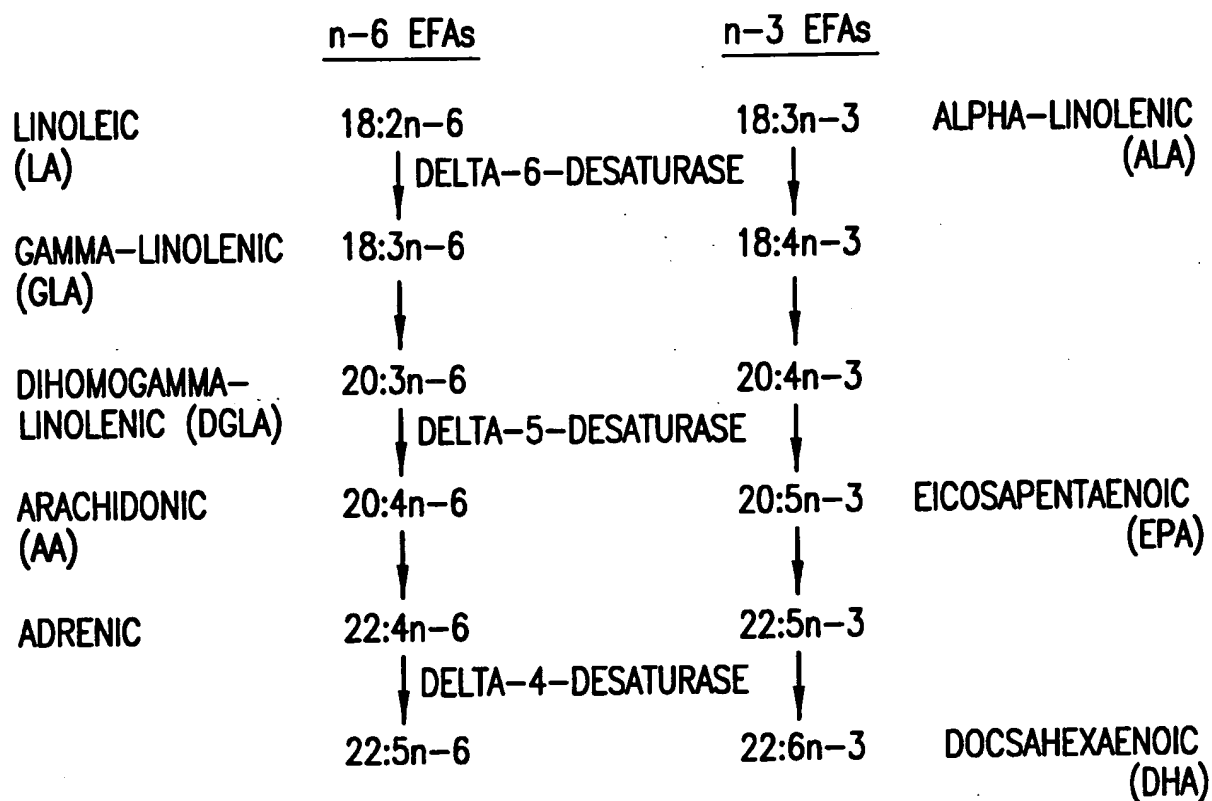 n-6 EFAs n-3 EFAs
LINOLEIC 18:2n-6 18:3n-3 ALPHA-LINOLENIC
(LA) DELTA-6-DESATURASE (ALA)
GAMMA-LINOLENIC 18:3n-6 18:4n-3
(GLA)
DIHOMOGAMMA- 20:3n-6 20:4n-3
LINOLENIC (DGLA) DELTA-5-DESATURASE
ARACHIDONIC 20:4n-6 20:5n-3 EICOSAPENTAENOIC
(AA) (EPA)
ADRENIC 22:4n-6 22:5n-3
DELTA-4-DESATURASE
22:5n-6 22:6n-3 DOCSAHEXAENOIC
(DHA)